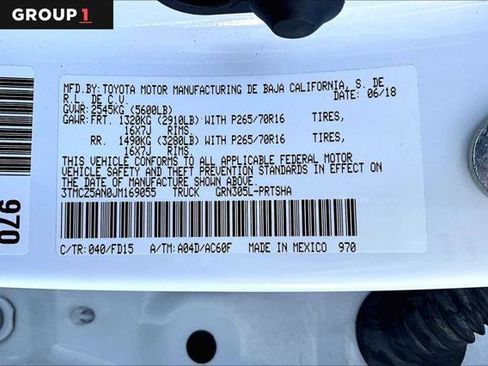 GROUP 1
MFD.BY:TOYOTA MOTOR MANUFACTURING DE BAJA CALIFORNIA, S. DE
R.L. DE C.V. DATE: 06/18
GVWR: 2545KG (5600LB)
GAWR: FRT. 1320KG (2910LB) WITH P265/70R16 TIRES,
16X7J RIMS,
RR. 1490KG (3280LB) WITH P265/70R16 TIRES,
16X7J RIMS.
THIS VEHICLE CONFORMS TO ALL APPLICABLE FEDERAL MOTOR
VEHICLE SAFETY AND THEFT PREVENTION STANDARDS IN EFFECT
ON THE DATE OF MANUFACTURE SHOWN ABOVE.
3TMCZ5AN0JM169055 TRUCK GRN305L-PRTSHA
C/TR: 040/FD15 A/TM: A04D/AC60F MADE IN MEXICO 970
970